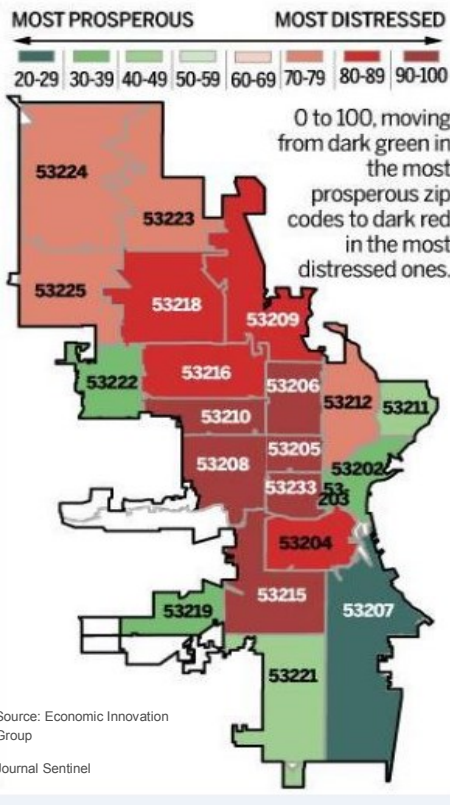 MOST PROSPEROUS MOST DISTRESSED
20-29 30-39 40-49 50-59 60-69 70-79 80-89 90-100
0 to 100, moving
from dark green in
the most
prosperous zip
codes to dark red
in the most
distressed ones.
53224
53223
53225
53218
53209
53216
53222
53206
53212
53211
53210
53205
53208
53202
53233
53-
203
53204
53215
53219
53207
53221
Source: Economic Innovation
Group
Journal Sentinel